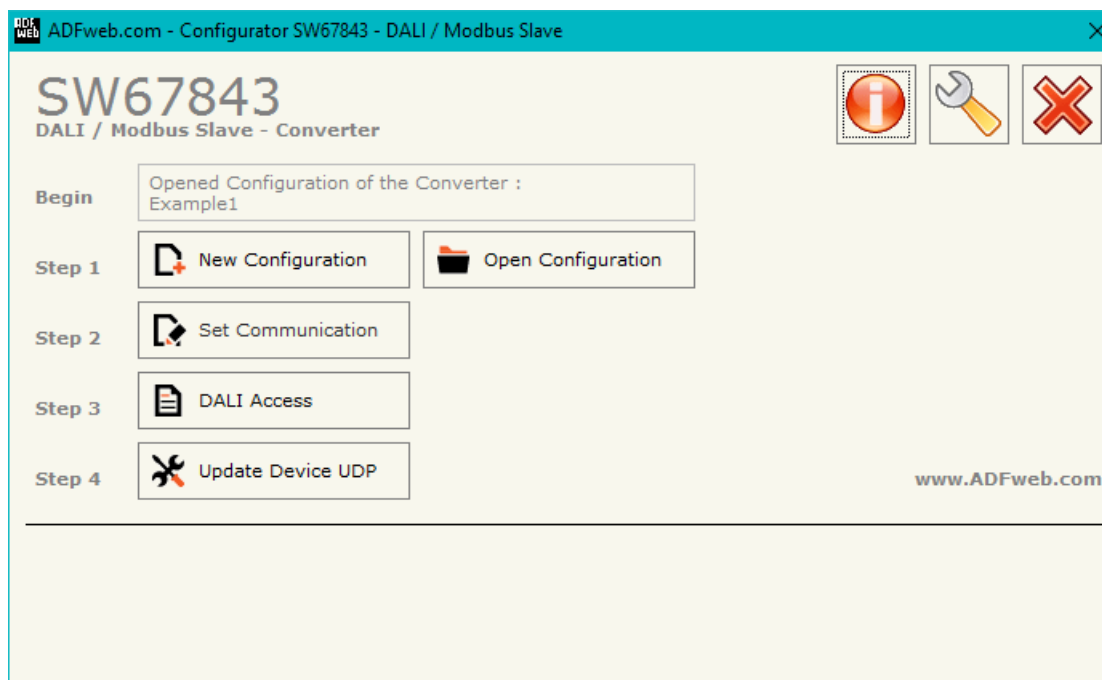 ADF
WEB
ADFweb.com - Configurator SW67843 - DALI / Modbus Slave
SW67843
DALI / Modbus Slave - Converter
Begin
Opened Configuration of the Converter :
Example1
Step 1
New Configuration
Open Configuration
Step 2
Set Communication
Step 3
DALI Access
Step 4
Update Device UDP
www.ADFweb.com